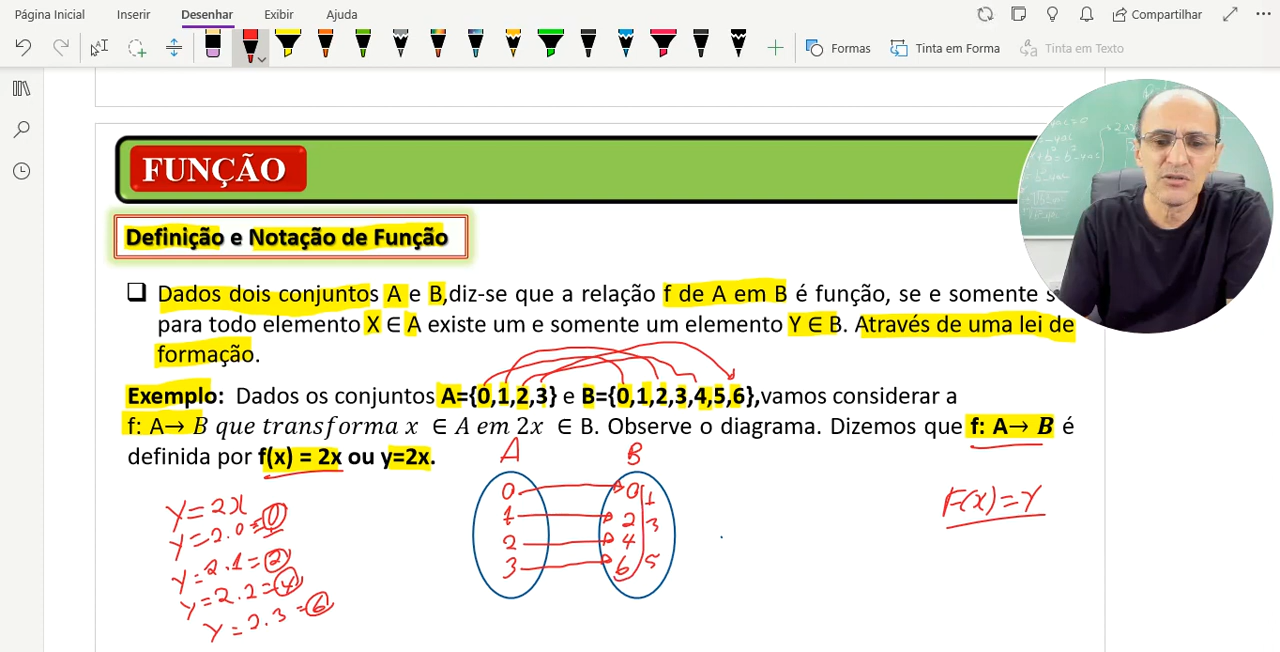 Página Inicial Inserir Desenhar Exibir Ajuda Compartilhar
Formas Tinta em Forma Tinta em Texto
FUNÇÃO
Definição e Notação de Função
Dados dois conjuntos A e B,diz-se que a relação f de A em B é função, se e somente s
para todo elemento X ∈ A existe um e somente um elemento Y ∈ B. Através de uma lei de
formação.
Exemplo: Dados os conjuntos A={0,1,2,3} e B={0,1,2,3,4,5,6},vamos considerar a
f: A→ B que transforma x ∈ A em 2x ∈ B. Observe o diagrama. Dizemos que f: A→ B é
definida por f(x) = 2x ou y=2x.
A B
0 0 1
1 2 3
2 4
3 6 5
y=2x
y=2.0=0
y=2.1=2
y=2.2=4
y=2.3=6
F(x)=Y